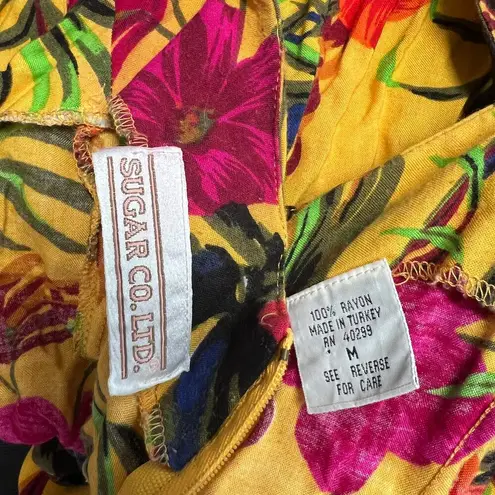 SUGAR CO. LTD.
100% RAYON
MADE IN TURKEY
RN 40299
M
SEE REVERSE
FOR CARE